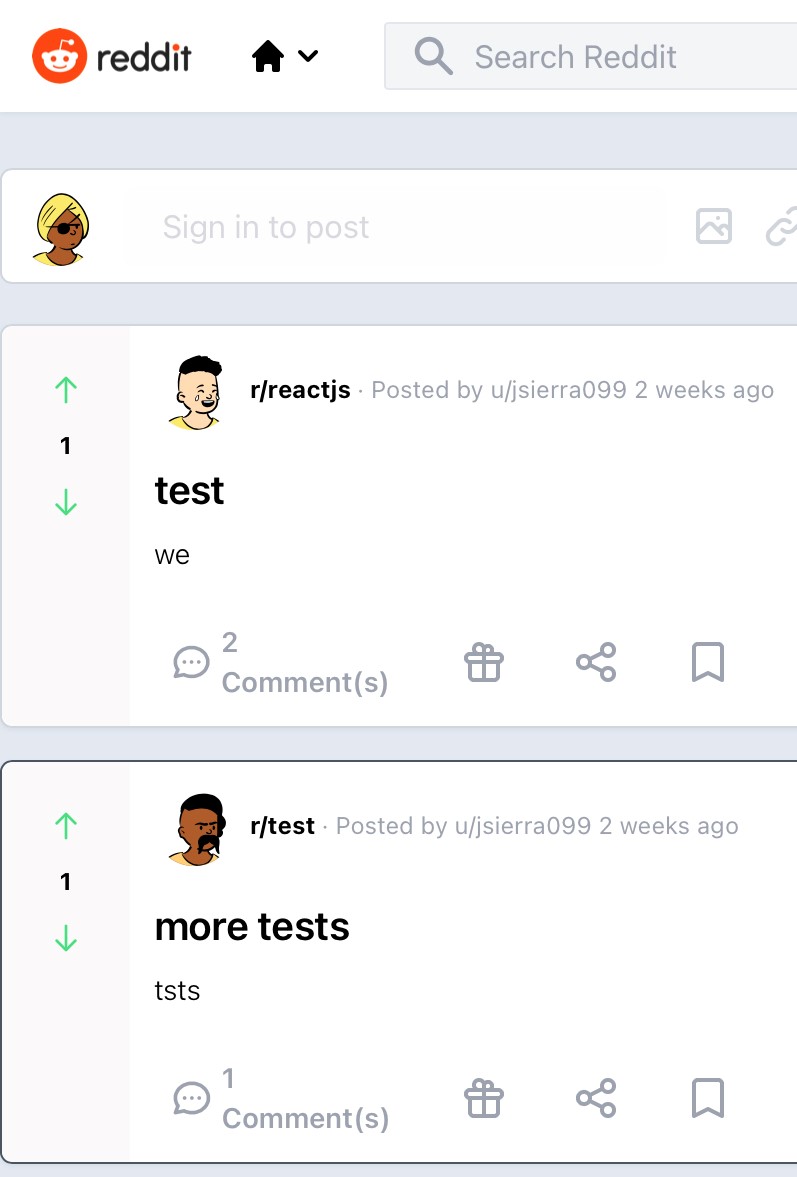 reddit
Search Reddit
Sign in to post
r/reactjs · Posted by u/jsierra099 2 weeks ago
1
test
we
2
Comment(s)
r/test · Posted by u/jsierra099 2 weeks ago
1
more tests
tsts
1
Comment(s)